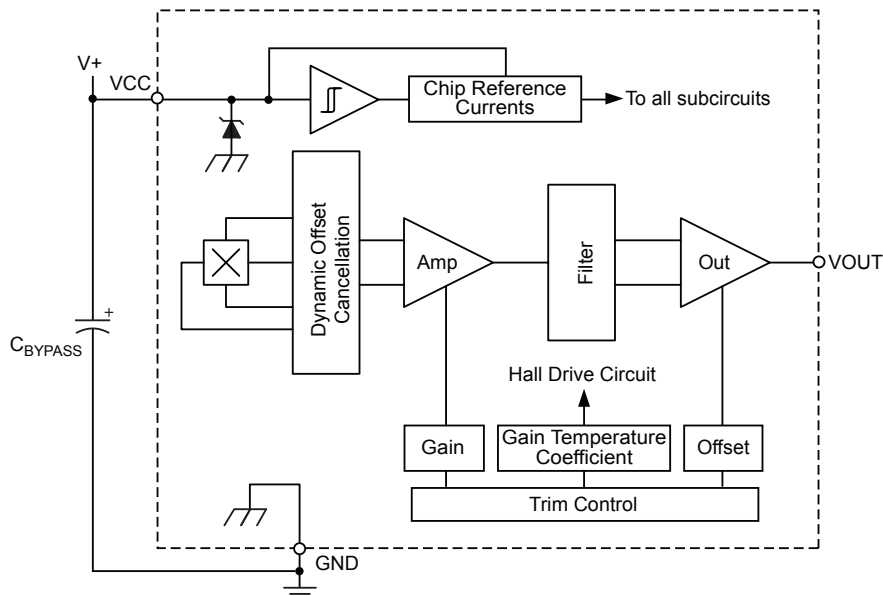 V+
VCC
Chip Reference
Currents
To all subcircuits
Dynamic Offset
Cancellation
Amp
Filter
Out
VOUT
+
CBYPASS
Hall Drive Circuit
Gain
Gain Temperature
Coefficient
Offset
Trim Control
GND